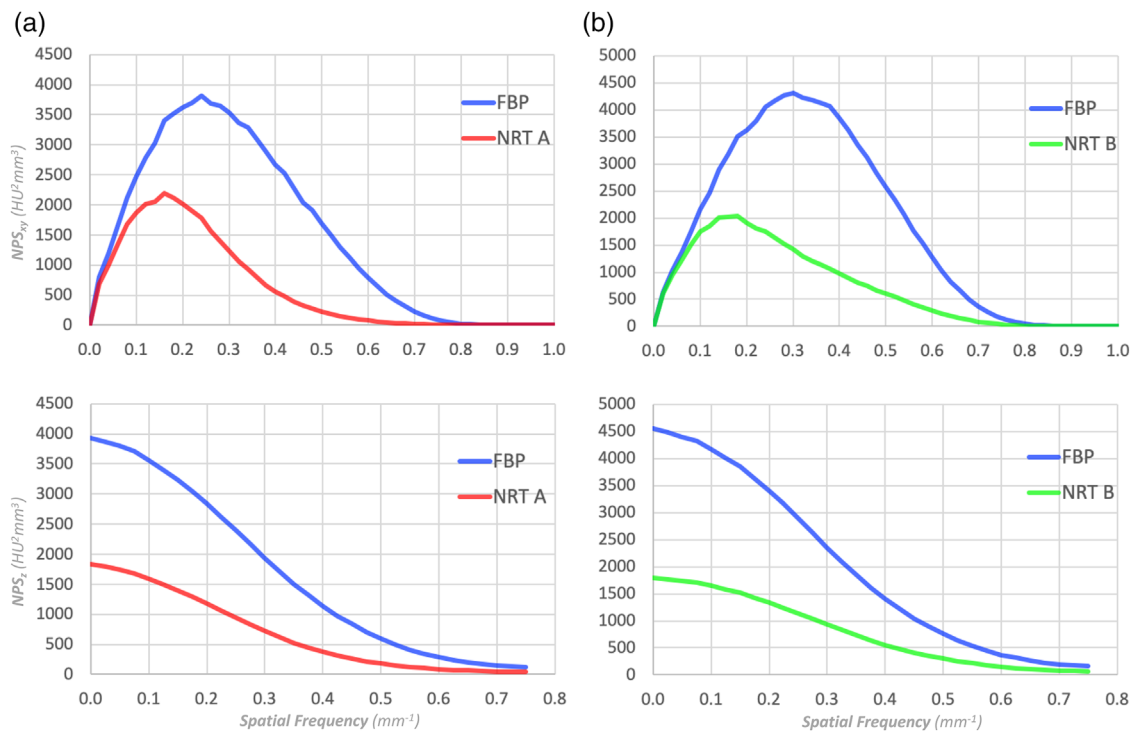 (a)
4500
4000
3500
3000
2500
2000
1500
1000
500
0
NPSxy (HU²mm³)
FBP
NRT A
0.0 0.1 0.2 0.3 0.4 0.5 0.6 0.7 0.8 0.9 1.0
(b)
5000
4500
4000
3500
3000
2500
2000
1500
1000
500
0
FBP
NRT B
0.0 0.1 0.2 0.3 0.4 0.5 0.6 0.7 0.8 0.9 1.0
4500
4000
3500
3000
2500
2000
1500
1000
500
0
NPSz (HU²mm³)
FBP
NRT A
0.0 0.1 0.2 0.3 0.4 0.5 0.6 0.7 0.8
Spatial Frequency (mm⁻¹)
5000
4500
4000
3500
3000
2500
2000
1500
1000
500
0
FBP
NRT B
0.0 0.1 0.2 0.3 0.4 0.5 0.6 0.7 0.8
Spatial Frequency (mm⁻¹)